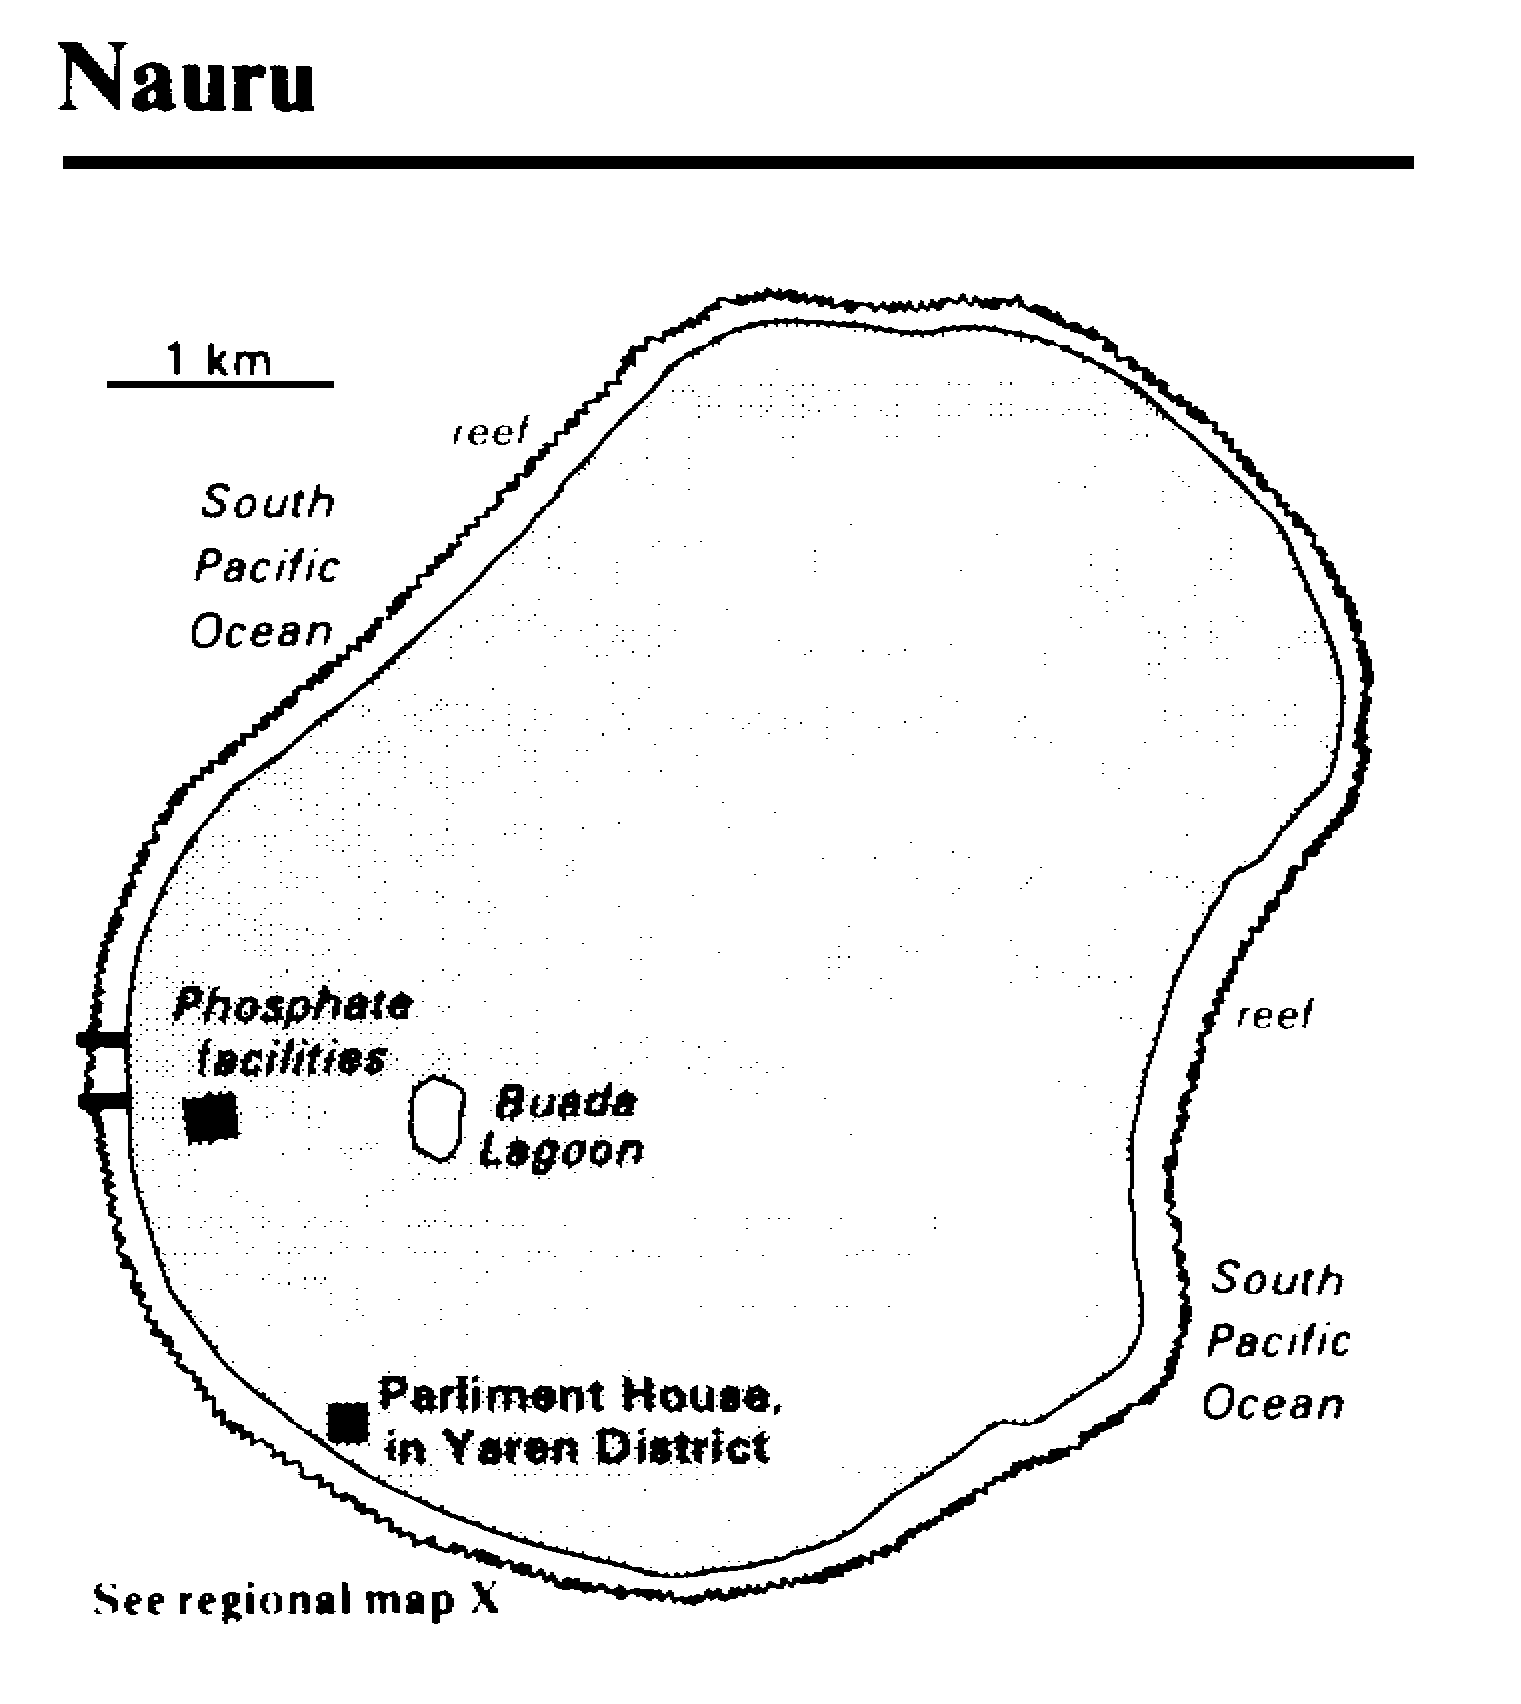 Nauru
1 km
reef
South
Pacific
Ocean
Phosphate
facilities
Buada
Lagoon
reef
South
Pacific
Ocean
Parliment House,
in Yaren District
See regional map X